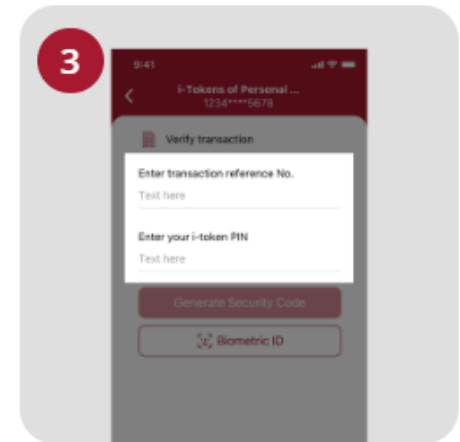 3
9:41
i-Tokens of Personal ...
1234****5678
Verify transaction
Enter transaction reference No.
Text here
Enter your i-token PIN
Text here
Generate Security Code
Biometric ID